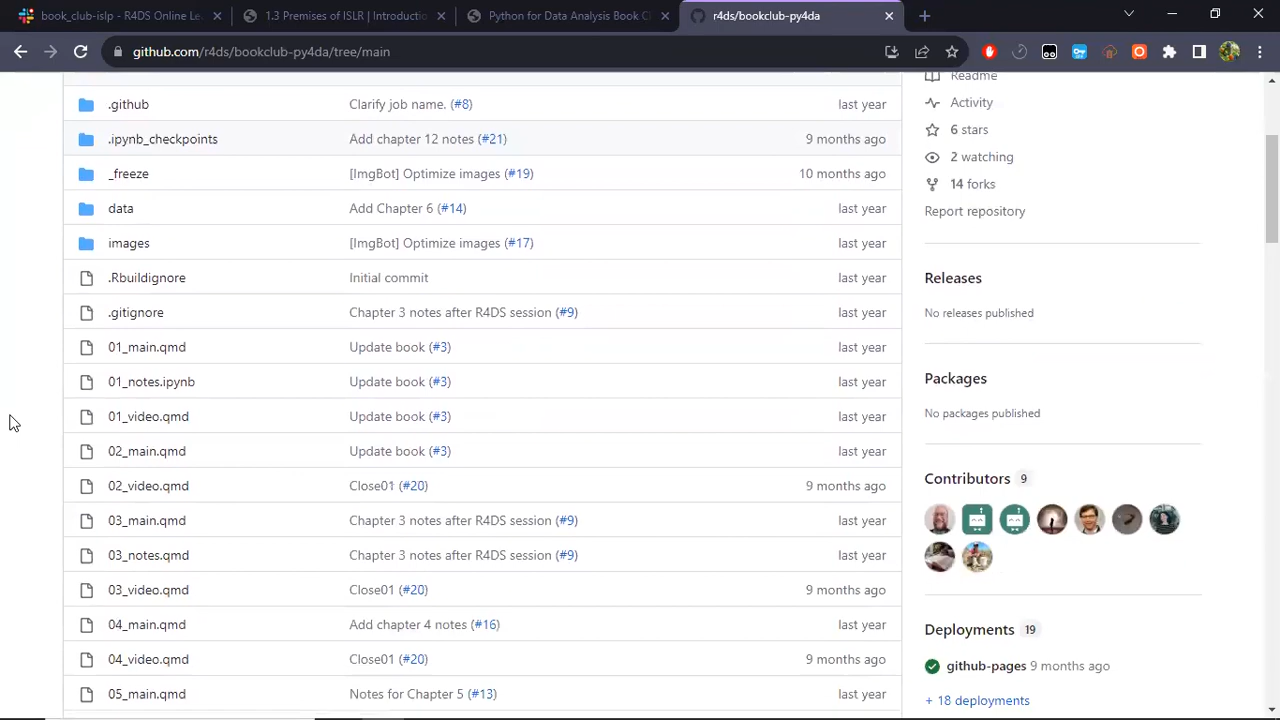 book_club-islp - R4DS Online
1.3 Premises of ISLR | Introductio
Python for Data Analysis Book Cl
r4ds/bookclub-py4da
github.com/r4ds/bookclub-py4da/tree/main
.github Clarify job name. (#8) last year
.ipynb_checkpoints Add chapter 12 notes (#21) 9 months ago
_freeze [ImgBot] Optimize images (#19) 10 months ago
data Add Chapter 6 (#14) last year
images [ImgBot] Optimize images (#17) last year
.Rbuildignore Initial commit last year
.gitignore Chapter 3 notes after R4DS session (#9) last year
01_main.qmd Update book (#3) last year
01_notes.ipynb Update book (#3) last year
01_video.qmd Update book (#3) last year
02_main.qmd Update book (#3) last year
02_video.qmd Close01 (#20) 9 months ago
03_main.qmd Chapter 3 notes after R4DS session (#9) last year
03_notes.qmd Chapter 3 notes after R4DS session (#9) last year
03_video.qmd Close01 (#20) 9 months ago
04_main.qmd Add chapter 4 notes (#16) last year
04_video.qmd Close01 (#20) 9 months ago
05_main.qmd Notes for Chapter 5 (#13) last year
Readme
Activity
6 stars
2 watching
14 forks
Report repository
Releases
No releases published
Packages
No packages published
Contributors 9
Deployments 19
github-pages 9 months ago
+ 18 deployments